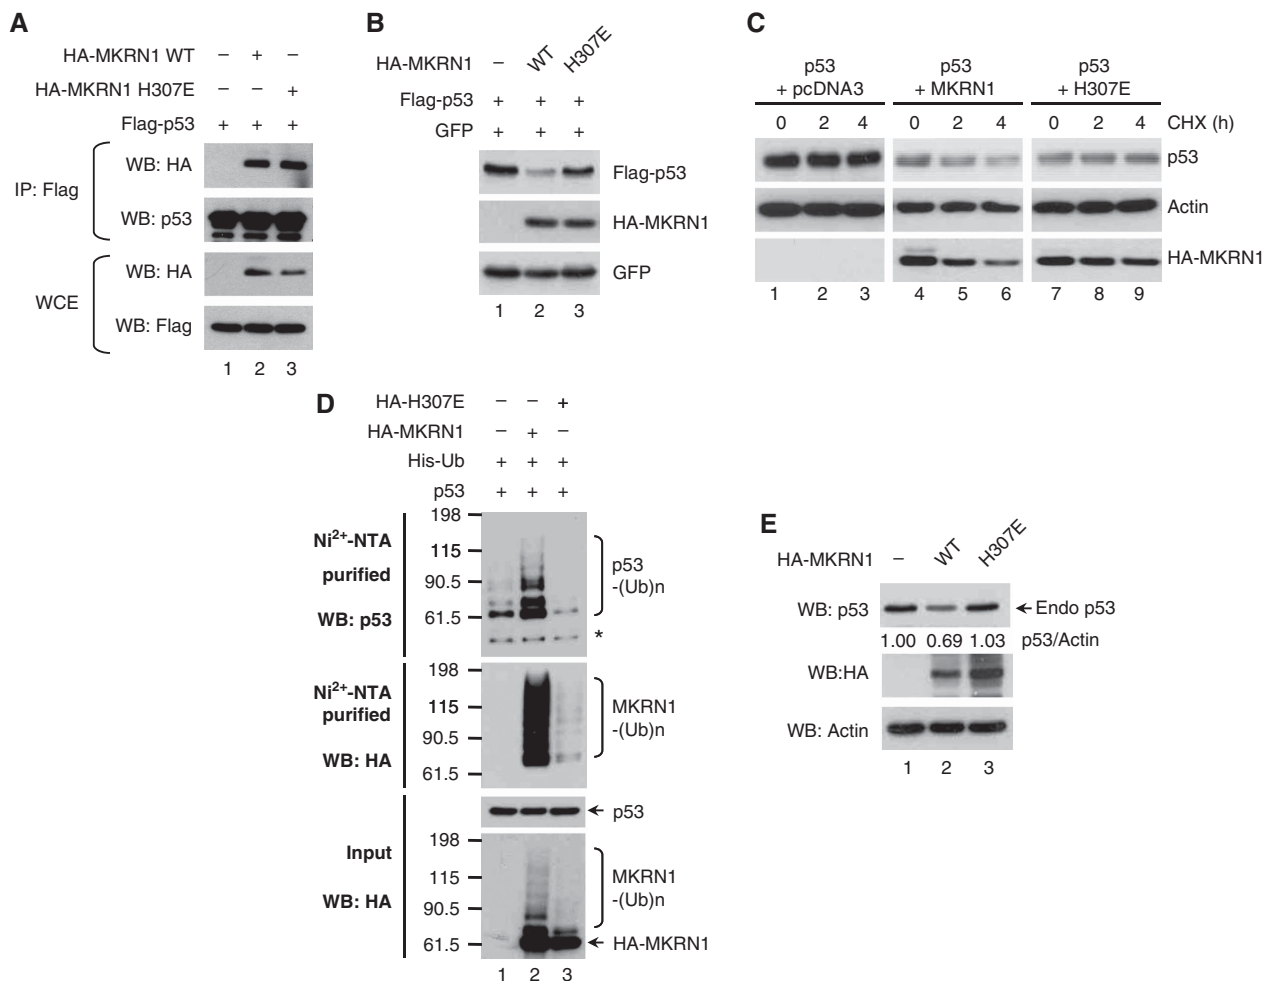 A
HA-MKRN1 WT – + –
HA-MKRN1 H307E – – +
Flag-p53 + + +
IP: Flag
WB: HA
WB: p53
WCE
WB: HA
WB: Flag
1 2 3
B
HA-MKRN1 – WT H307E
Flag-p53 + + +
GFP + + +
Flag-p53
HA-MKRN1
GFP
1 2 3
C
p53 + pcDNA3
p53 + MKRN1
p53 + H307E
0 2 4 0 2 4 0 2 4 CHX (h)
p53
Actin
HA-MKRN1
1 2 3 4 5 6 7 8 9
D
HA-H307E – – +
HA-MKRN1 – + –
His-Ub + + +
p53 + + +
Ni2+-NTA
purified
WB: p53
198
115
90.5
61.5
p53
-(Ub)n
*
Ni2+-NTA
purified
WB: HA
198
115
90.5
61.5
MKRN1
-(Ub)n
p53
Input
WB: HA
198
115
90.5
61.5
MKRN1
-(Ub)n
HA-MKRN1
1 2 3
E
HA-MKRN1 – WT H307E
WB: p53 Endo p53
1.00 0.69 1.03 p53/Actin
WB:HA
WB: Actin
1 2 3